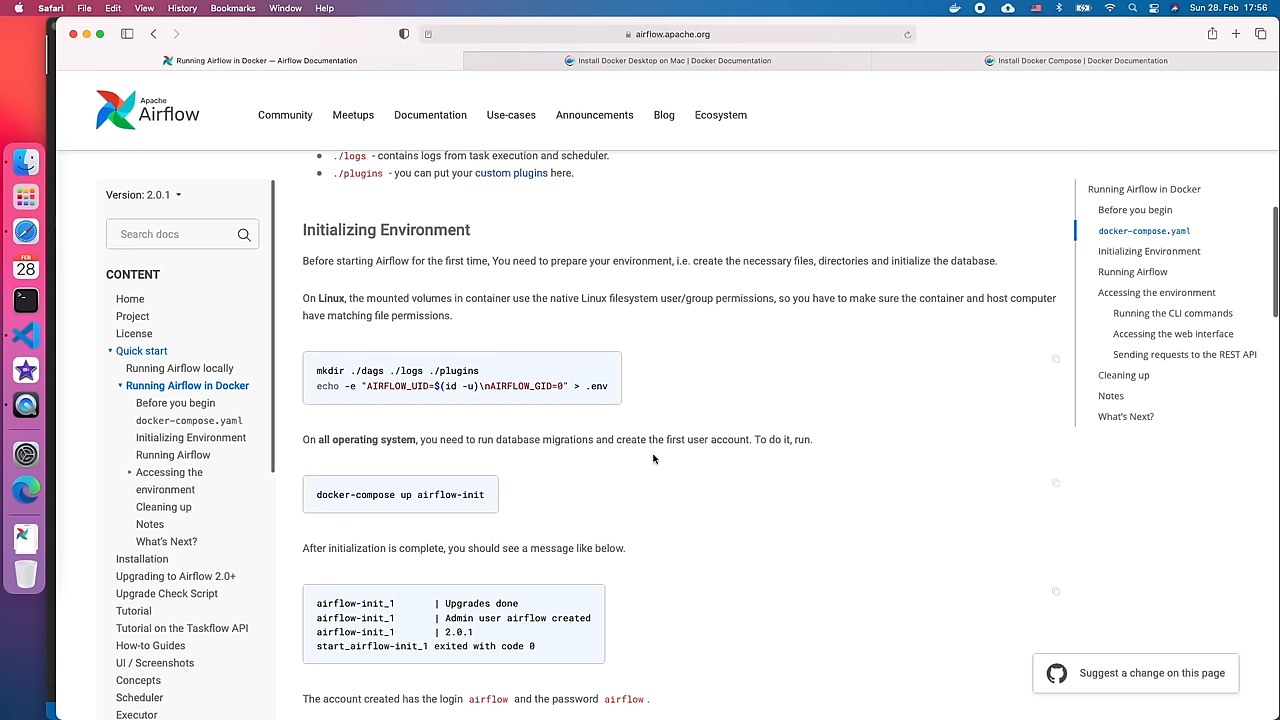 Safari File Edit View History Bookmarks Window Help
Sun 28. Feb 17:56
airflow.apache.org
Running Airflow in Docker — Airflow Documentation
Install Docker Desktop on Mac | Docker Documentation
Install Docker Compose | Docker Documentation
Apache
Airflow
Community Meetups Documentation Use-cases Announcements Blog Ecosystem
FEB
28
Version: 2.0.1
Search docs
CONTENT
Home
Project
License
Quick start
Running Airflow locally
Running Airflow in Docker
Before you begin
docker-compose.yaml
Initializing Environment
Running Airflow
Accessing the
environment
Cleaning up
Notes
What's Next?
Installation
Upgrading to Airflow 2.0+
Upgrade Check Script
Tutorial
Tutorial on the Taskflow API
How-to Guides
UI / Screenshots
Concepts
Scheduler
Executor
./logs - contains logs from task execution and scheduler.
./plugins - you can put your custom plugins here.
Initializing Environment
Before starting Airflow for the first time, You need to prepare your environment, i.e. create the necessary files, directories and initialize the database.
On Linux, the mounted volumes in container use the native Linux filesystem user/group permissions, so you have to make sure the container and host computer
have matching file permissions.
mkdir ./dags ./logs ./plugins
echo -e "AIRFLOW_UID=$(id -u)\nAIRFLOW_GID=0" > .env
On all operating system, you need to run database migrations and create the first user account. To do it, run.
docker-compose up airflow-init
After initialization is complete, you should see a message like below.
airflow-init_1 | Upgrades done
airflow-init_1 | Admin user airflow created
airflow-init_1 | 2.0.1
start_airflow-init_1 exited with code 0
The account created has the login airflow and the password airflow .
Running Airflow in Docker
Before you begin
docker-compose.yaml
Initializing Environment
Running Airflow
Accessing the environment
Running the CLI commands
Accessing the web interface
Sending requests to the REST API
Cleaning up
Notes
What's Next?
Suggest a change on this page